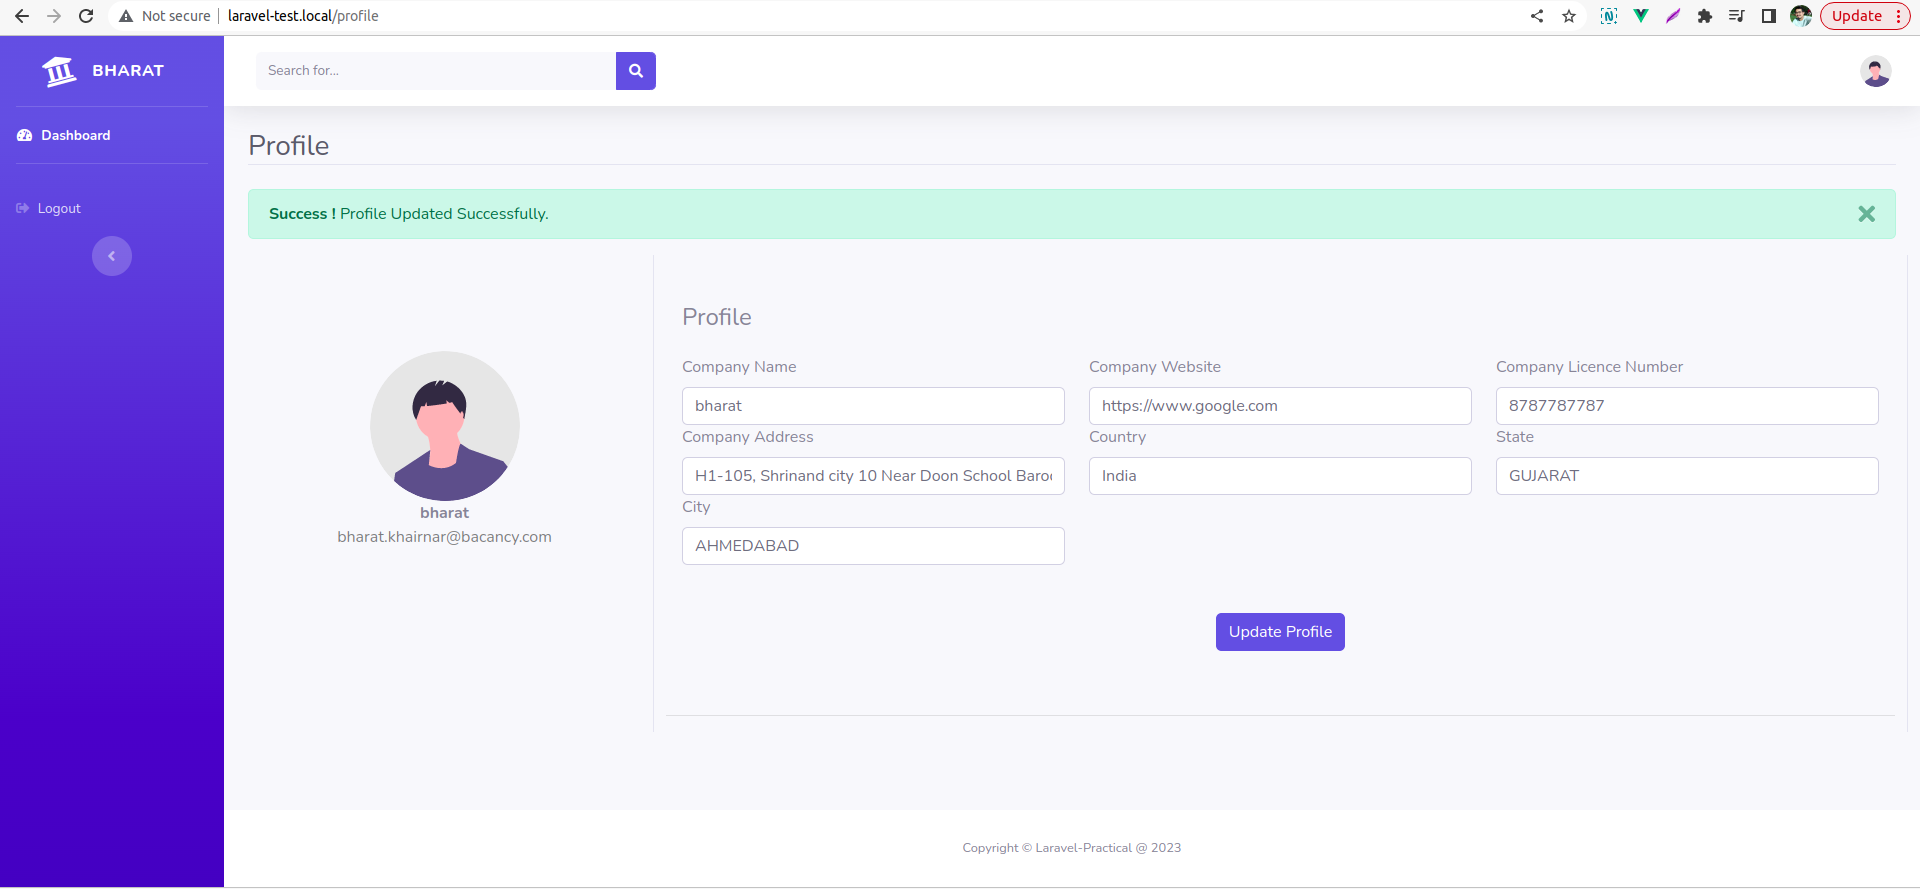 Not secure | laravel-test.local/profile
Update
BHARAT
Search for...
Dashboard
Logout
Profile
Success ! Profile Updated Successfully.
bharat
bharat.khairnar@bacancy.com
Profile
Company Name Company Website Company Licence Number
bharat https://www.google.com 8787787787
Company Address Country State
H1-105, Shrinand city 10 Near Doon School India GUJARAT
City
AHMEDABAD
Update Profile
Copyright © Laravel-Practical @ 2023